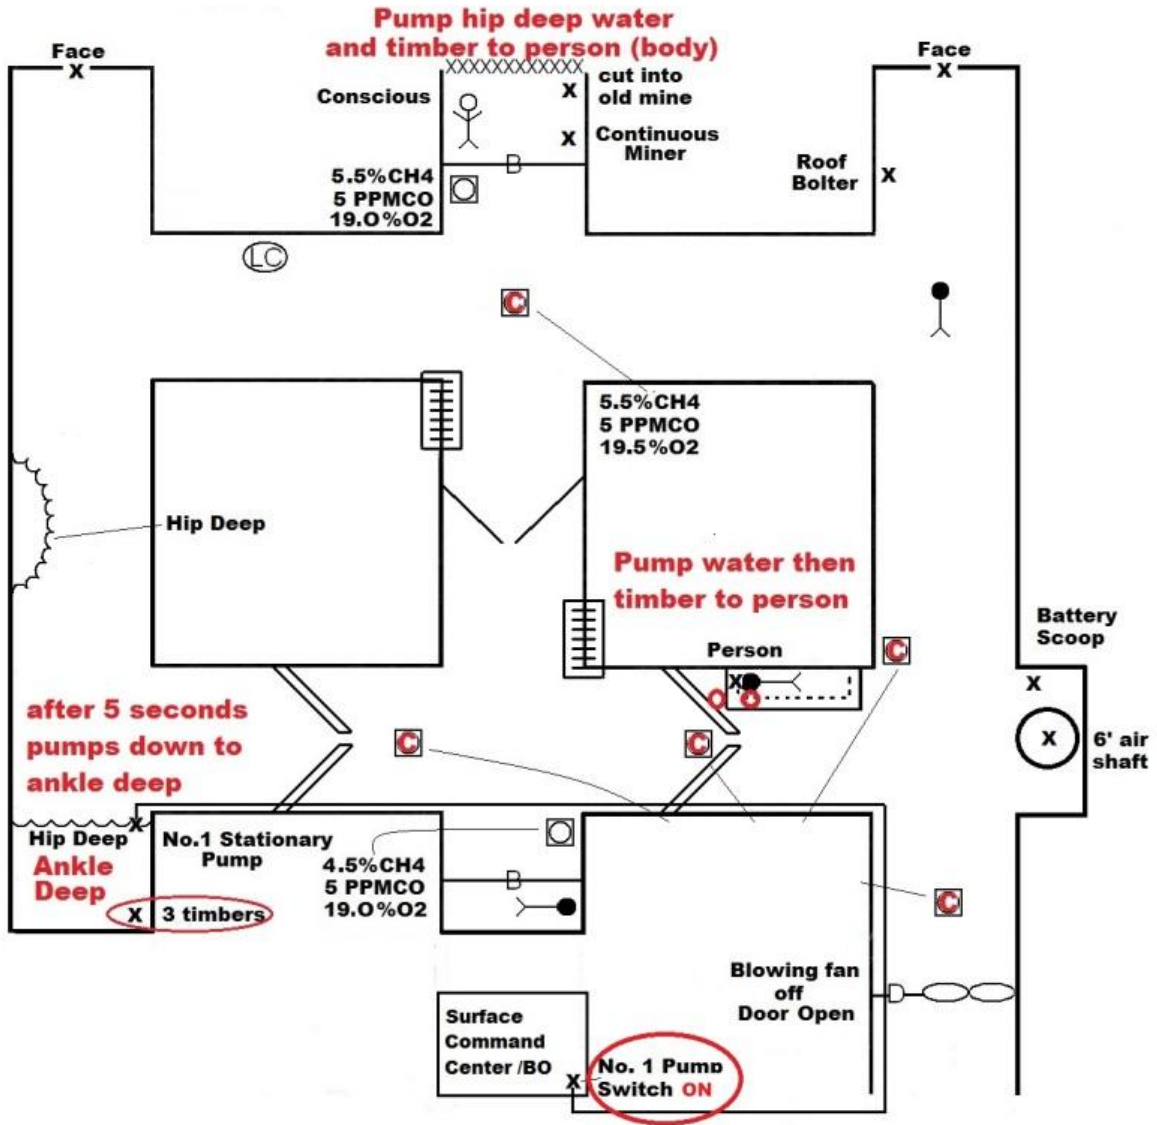 Pump hip deep water
and timber to person (body)
Face
X
XXXXXXXXXXXX
Face
X
Conscious
X
cut into
old mine
X
Continuous
Miner
B
5.5%CH4
5 PPMCO
19.O%O2
Roof
Bolter
X
LC
C
5.5%CH4
5 PPMCO
19.5%O2
Hip Deep
Pump water then
timber to person
Battery
Scoop
Person
C
X
X
after 5 seconds
pumps down to
ankle deep
C
C
X
6' air
shaft
X
Hip Deep
Ankle
Deep
No.1 Stationary
Pump
4.5%CH4
5 PPMCO
19.O%O2
B
X
3 timbers
C
Blowing fan
off
Door Open
D
Surface
Command
Center /BO
X
No. 1 Pump
Switch ON